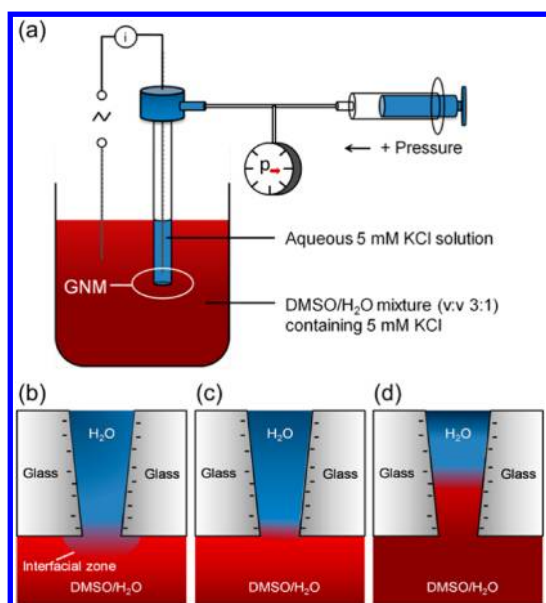 (a)
i
~
p
← + Pressure
Aqueous 5 mM KCl solution
GNM
DMSO/H₂O mixture (v:v 3:1)
containing 5 mM KCl
(b)
H₂O
Glass
Glass
Interfacial zone
DMSO/H₂O
(c)
H₂O
Glass
Glass
DMSO/H₂O
(d)
H₂O
Glass
Glass
DMSO/H₂O